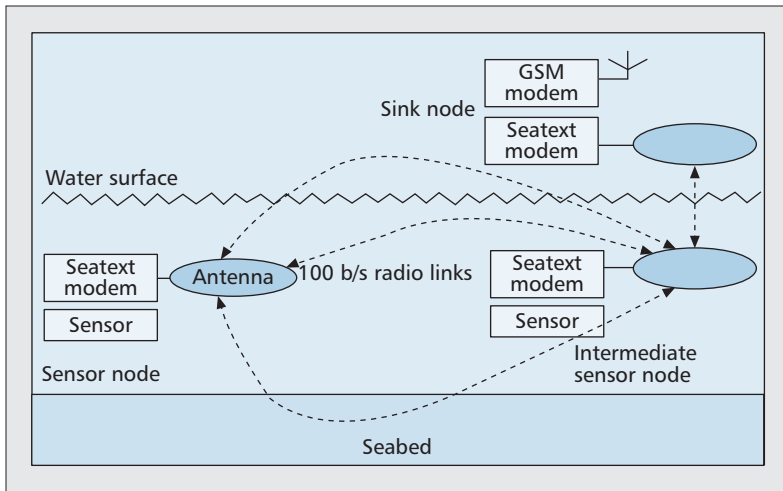 GSM
modem
Sink node
Seatext
modem
Water surface
Seatext
modem
Antenna
100 b/s radio links
Seatext
modem
Sensor
Sensor
Sensor node
Intermediate
sensor node
Seabed